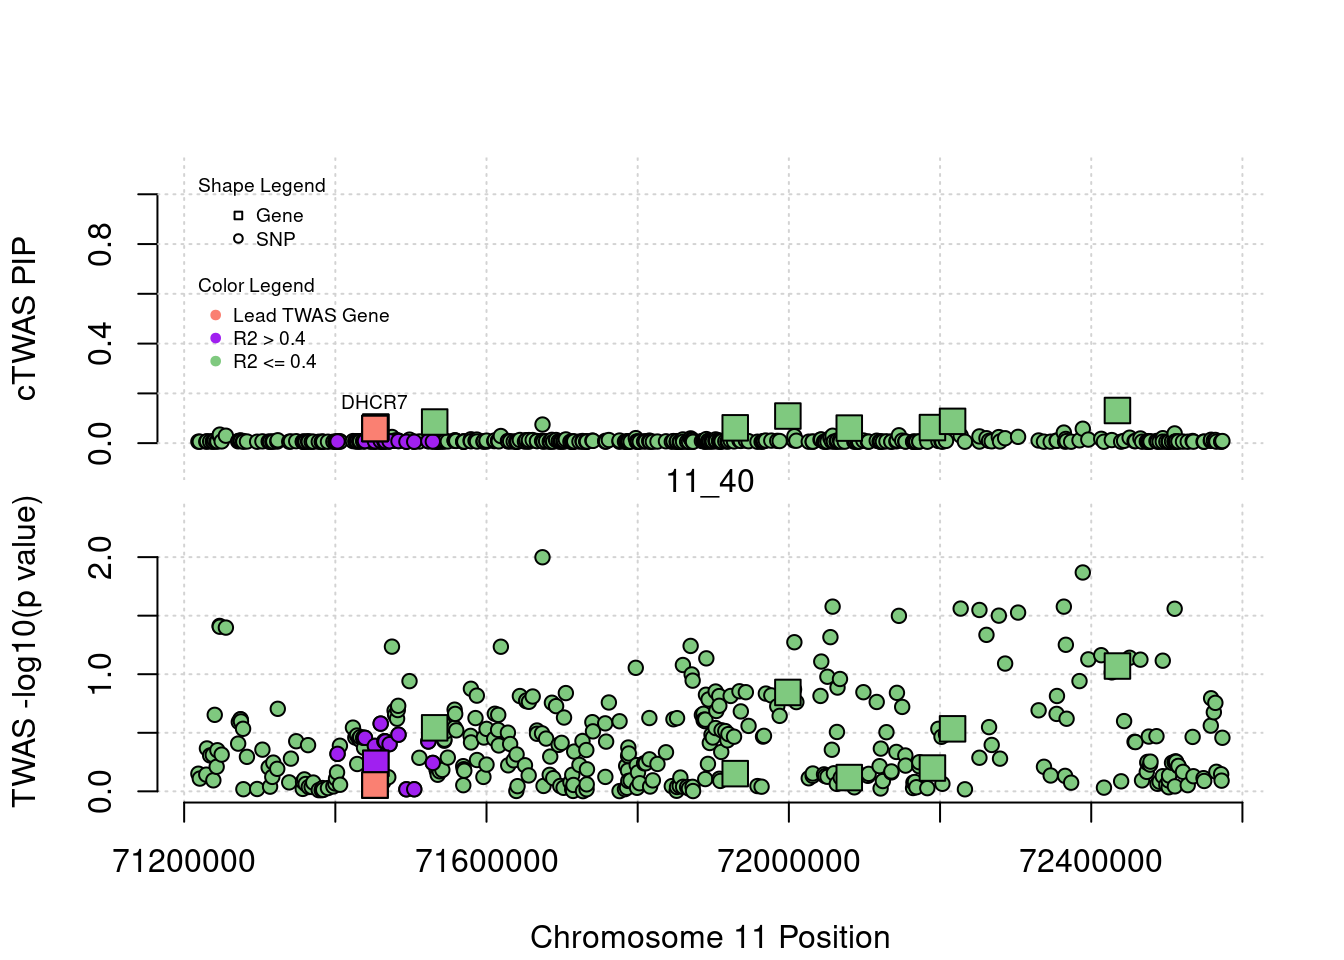 Shape Legend
Gene
SNP
Color Legend
Lead TWAS Gene
R2 > 0.4
R2 <= 0.4
DHCR7
cTWAS PIP
0.8
0.4
0.0
11_40
TWAS -log10(p value)
2.0
1.0
0.0
71200000 71600000 72000000 72400000
Chromosome 11 Position